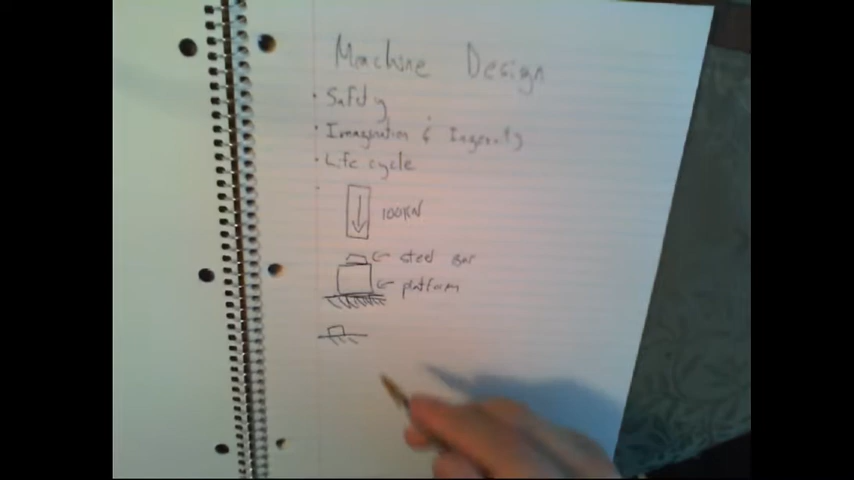 Machine Design
• Safety
• Imagination & Ingenuity
• Life cycle
•
100KN
← steel Bar
← platform